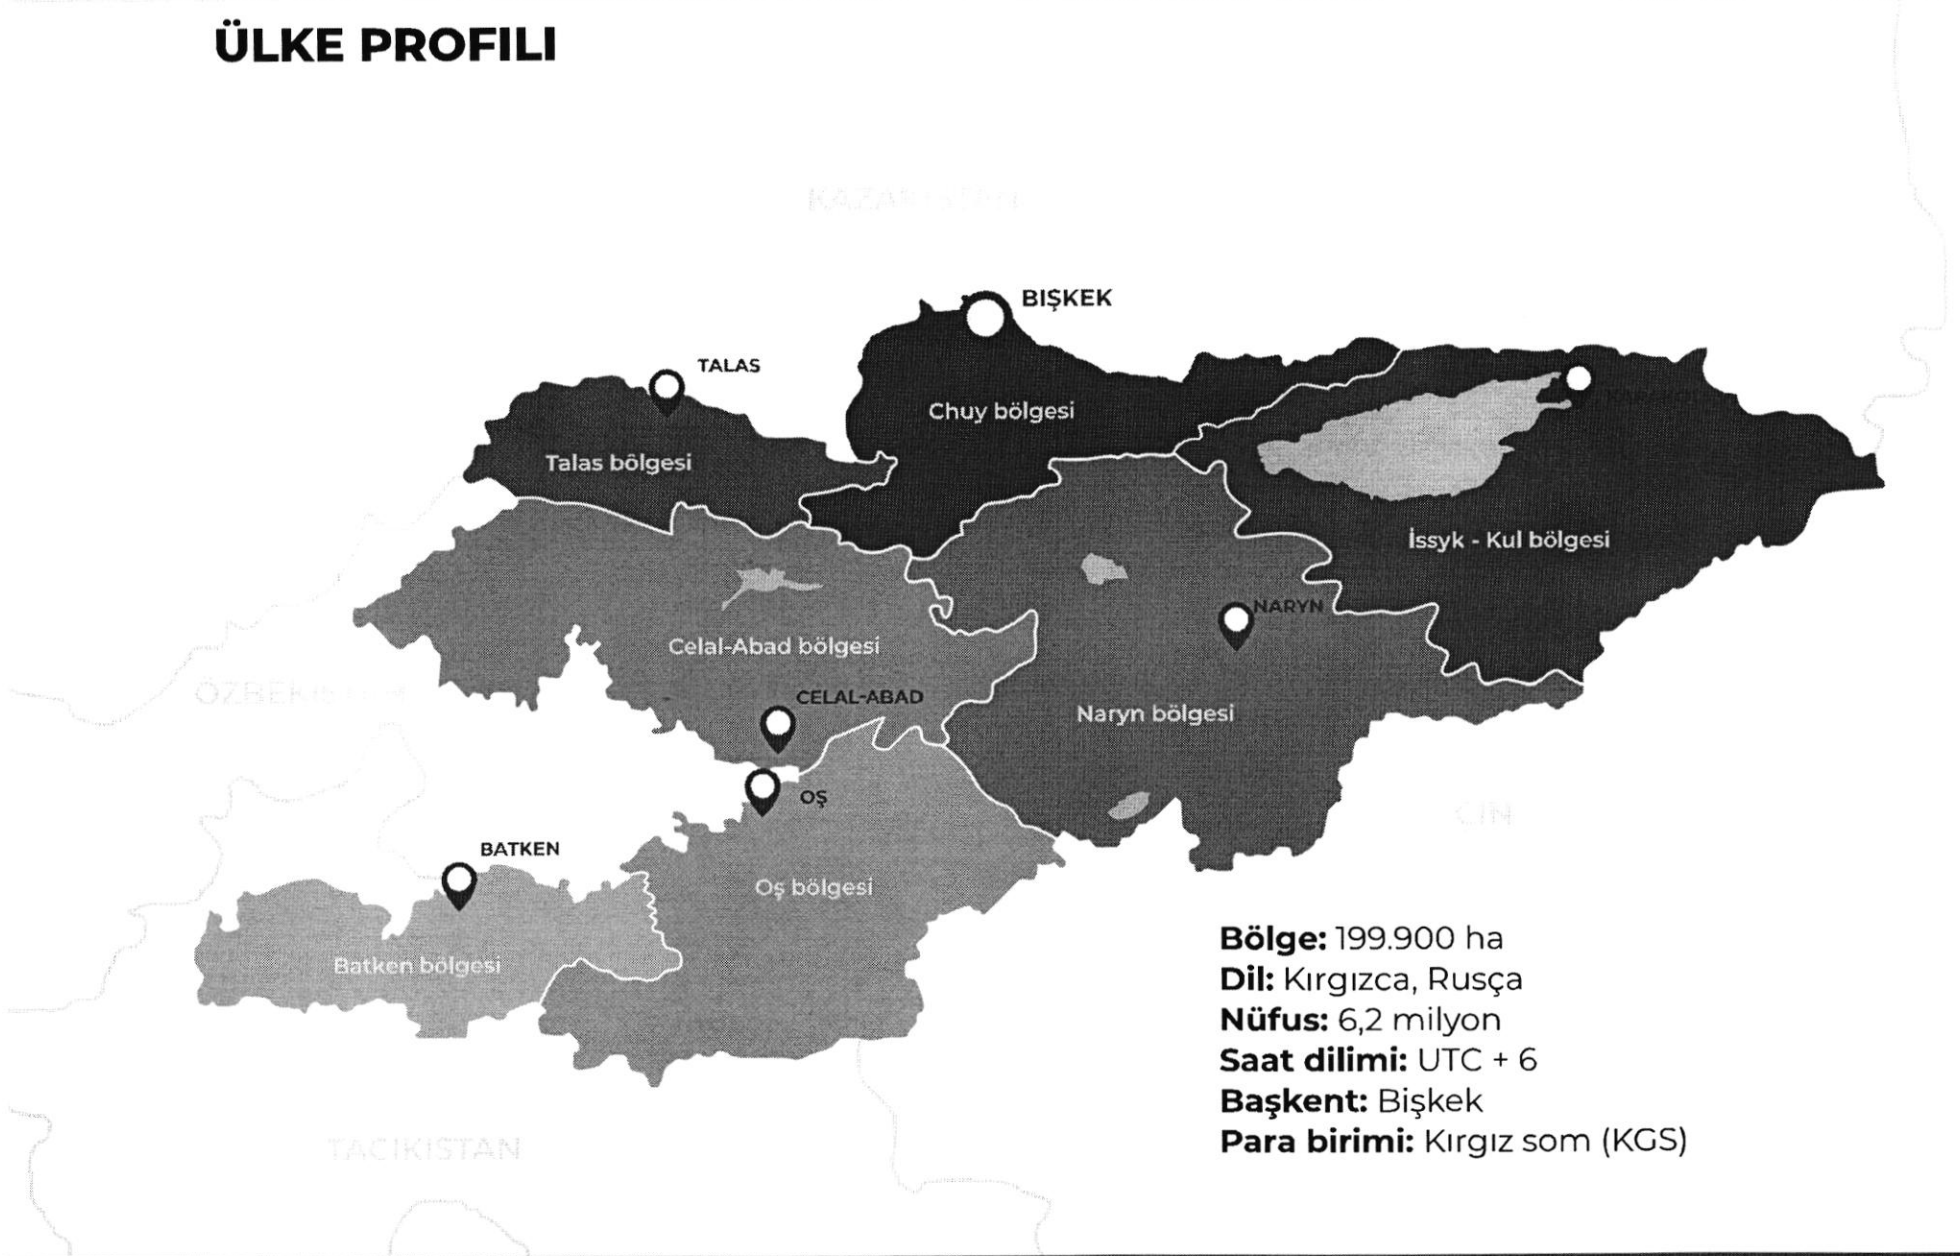 ÜLKE PROFILI
BIŞKEK
TALAS
Chuy bölgesi
Talas bölgesi
İssyk - Kul bölgesi
NARYN
Celal-Abad bölgesi
CELAL-ABAD
Naryn bölgesi
OŞ
BATKEN
Oş bölgesi
Batken bölgesi
ÇIN
TACIKISTAN
Bölge: 199.900 ha
Dil: Kırgızca, Rusça
Nüfus: 6,2 milyon
Saat dilimi: UTC + 6
Başkent: Bişkek
Para birimi: Kırgız som (KGS)